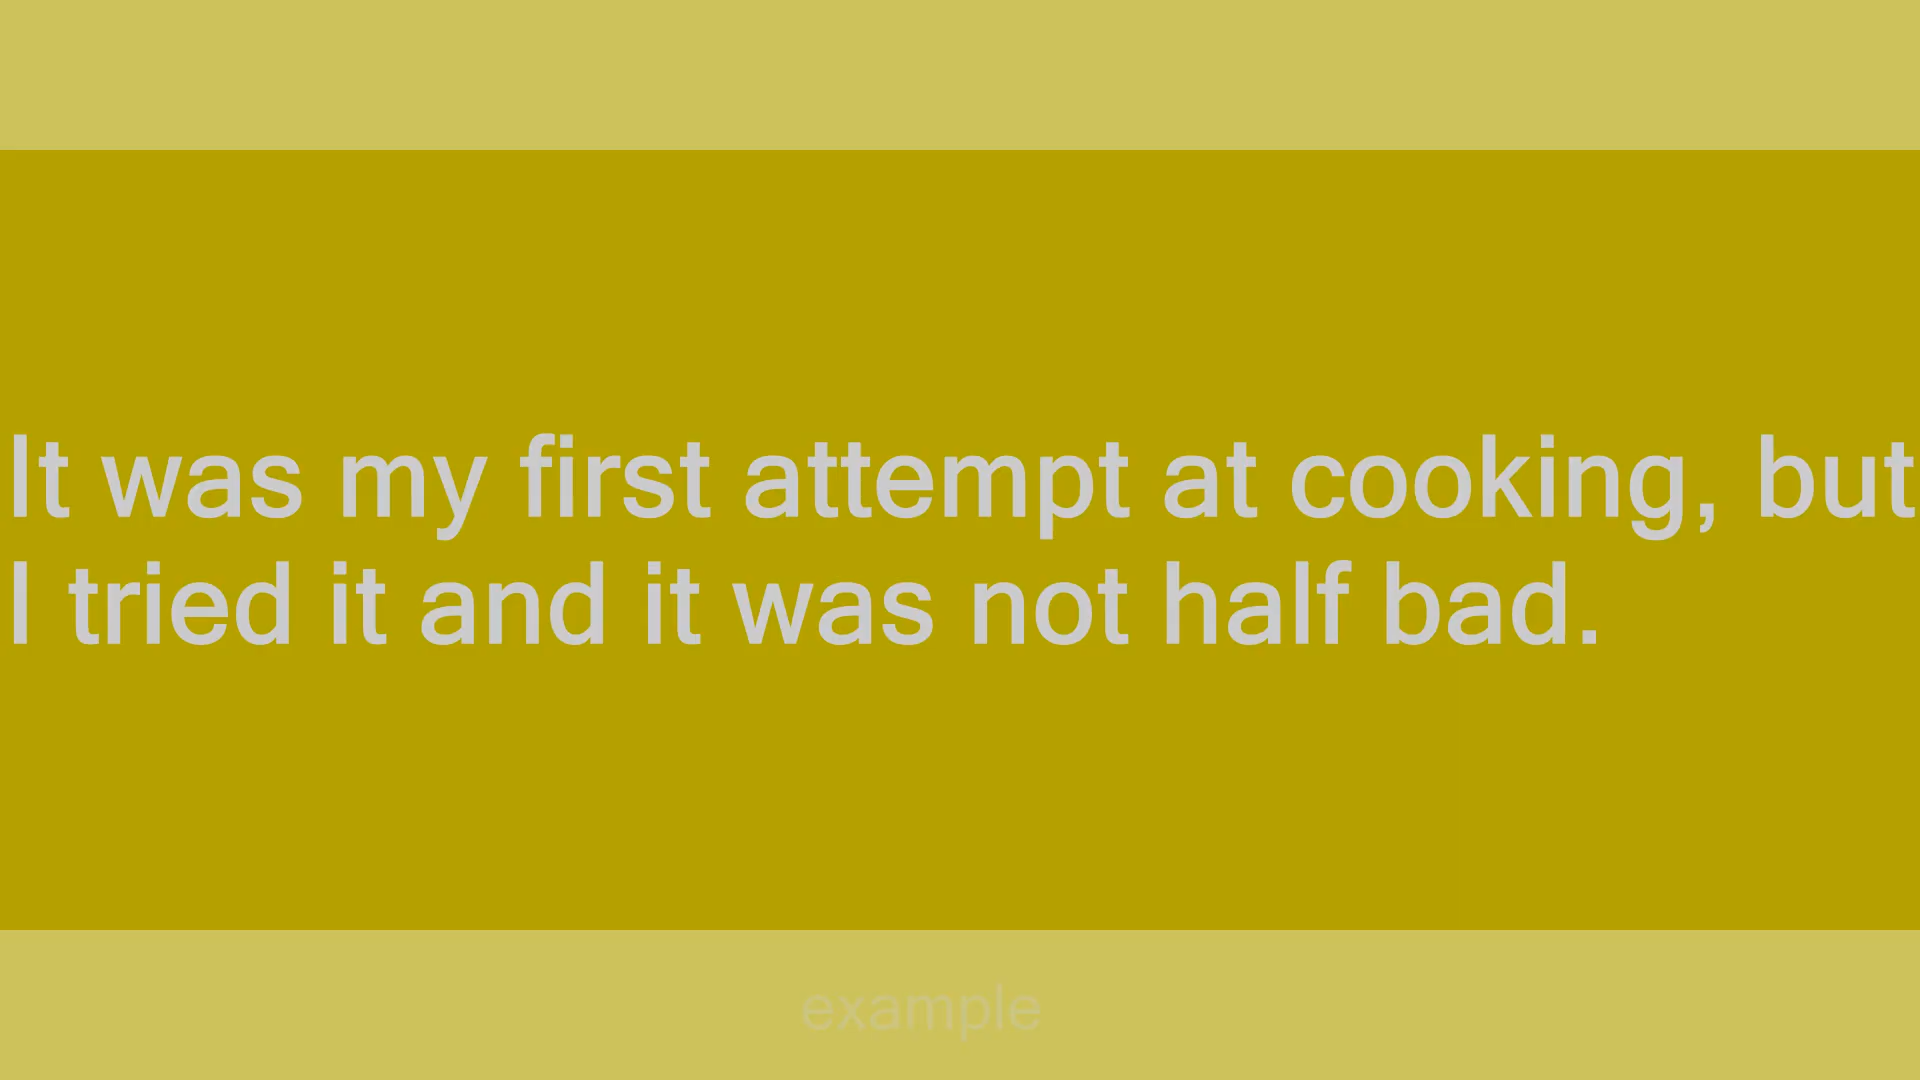 It was my first attempt at cooking, but
I tried it and it was not half bad.
example